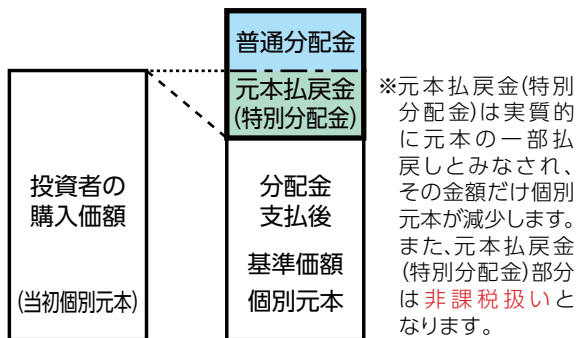 投資者の
購入価額
(当初個別元本)
普通分配金
元本払戻金
(特別分配金)
分配金
支払後
基準価額
個別元本
※元本払戻金(特別
分配金)は実質的
に元本の一部払
戻しとみなされ、
その金額だけ個別
元本が減少します。
また、元本払戻金
(特別分配金)部分
は非課税扱いと
なります。